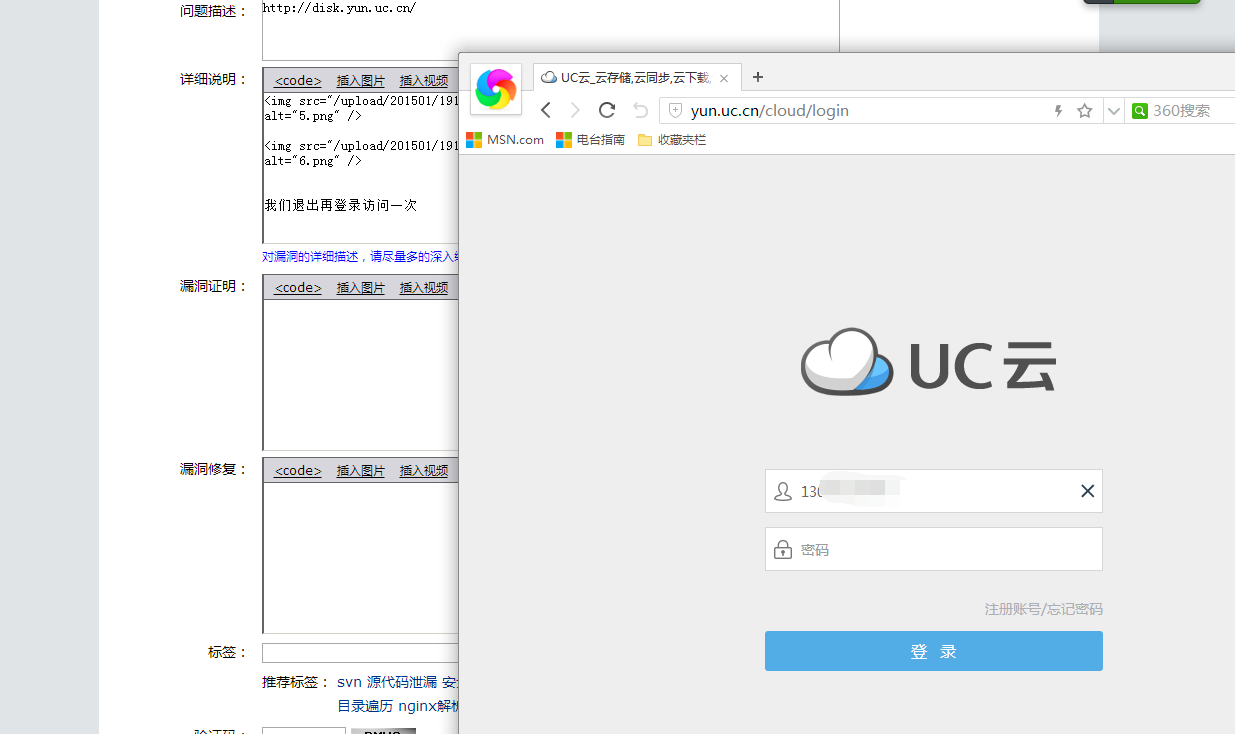 问题描述：
http://disk.yun.uc.cn/
详细说明：
<code> 插入图片 插入视频
<img src="/upload/201501/191
alt="5.png" />
<img src="/upload/201501/191
alt="6.png" />
我们退出再登录访问一次
对漏洞的详细描述，请尽量多的深入
漏洞证明：
<code> 插入图片 插入视频
漏洞修复：
<code> 插入图片 插入视频
标签：
推荐标签： svn 源代码泄漏 安
目录遍历 nginx解析
验证码：
UC云_云存储,云同步,云下载,
yun.uc.cn/cloud/login
360搜索
MSN.com 电台指南 收藏夹栏
UC云
130
密码
注册账号/忘记密码
登 录